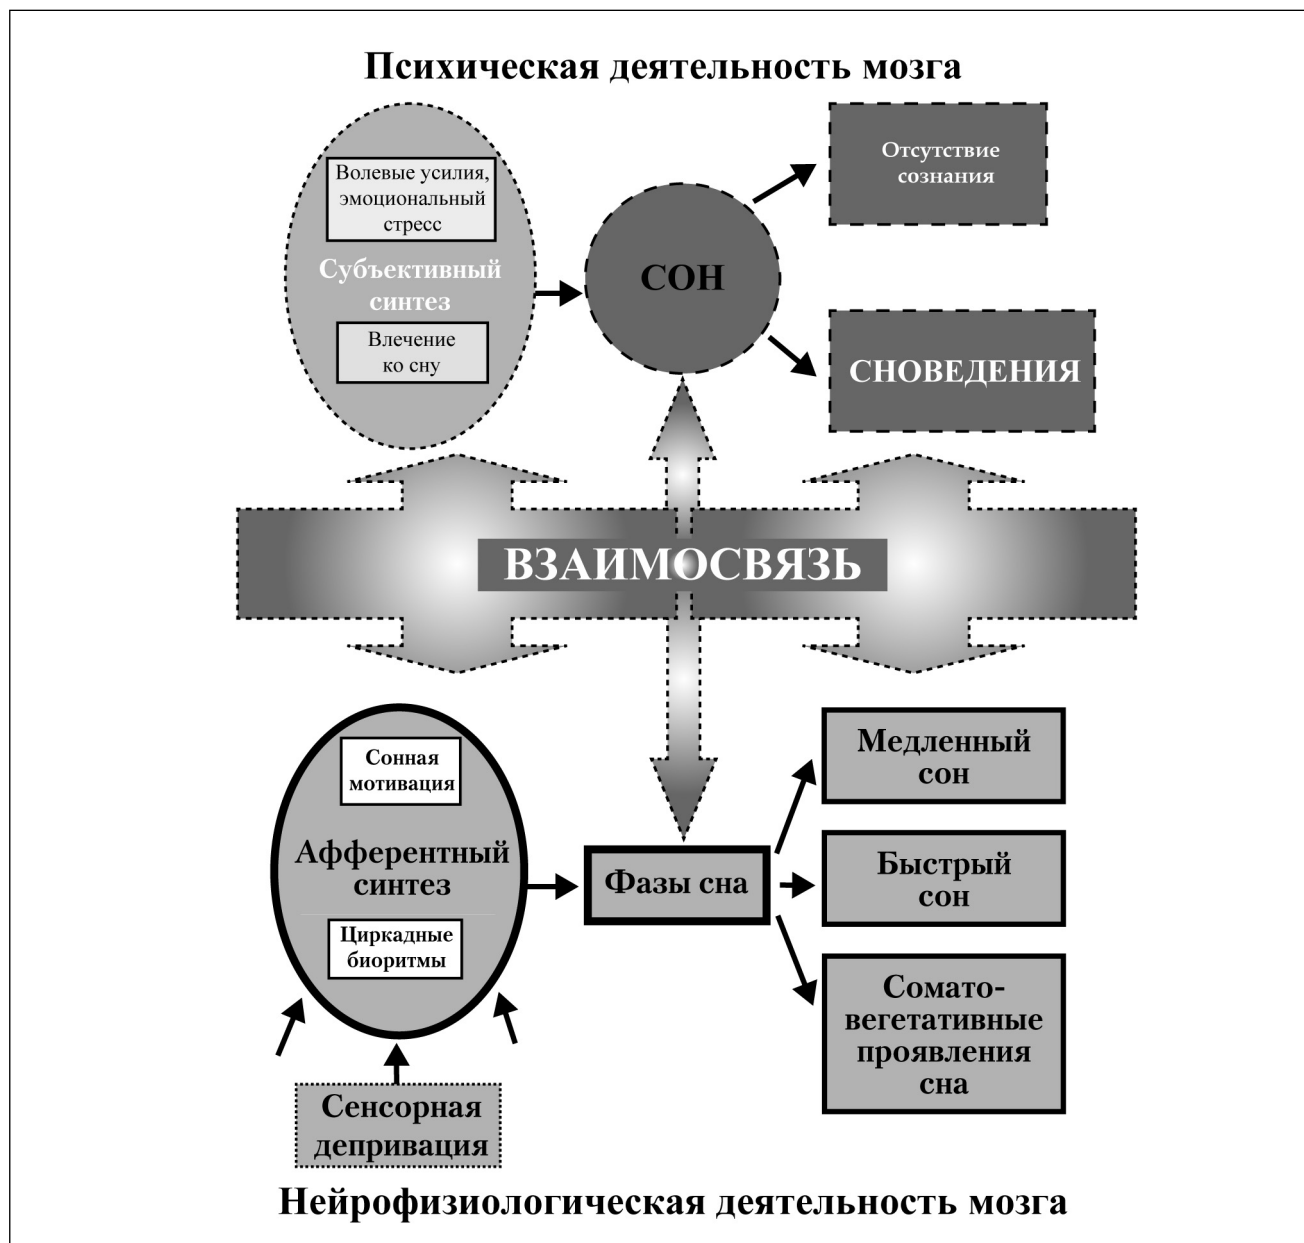 Психическая деятельность мозга
Волевые усилия,
эмоциональный
стресс
Субъективный
синтез
Влечение
ко сну
СОН
Отсутствие
сознания
СНОВЕДЕНИЯ
ВЗАИМОСВЯЗЬ
Сонная
мотивация
Афферентный
синтез
Циркадные
биоритмы
Сенсорная
депривация
Фазы сна
Медленный
сон
Быстрый
сон
Сомато-
вегетативные
проявления
сна
Нейрофизиологическая деятельность мозга